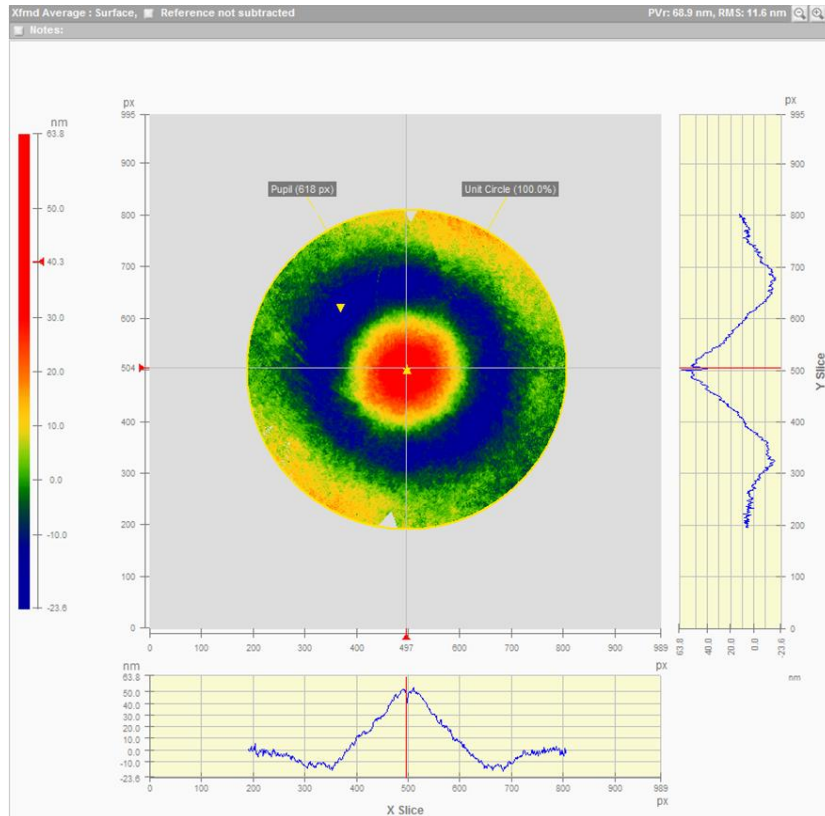 Xfmd Average : Surface, Reference not subtracted PVr: 68.9 nm, RMS: 11.6 nm
Notes:
nm
63.8
50.0
40.3
30.0
20.0
10.0
0.0
-10.0
-23.6
px
995
900
800
700
600
504
400
300
200
100
0
Pupil (618 px)
Unit Circle (100.0%)
0 100 200 300 400 497 600 700 800 989
px
px
995
900
800
700
600
500
400
300
200
100
0
Y Slice
63.8 40.0 20.0 0.0 -23.6
nm
nm
63.8
50.0
40.0
30.0
20.0
10.0
0.0
-10.0
-23.6
0 100 200 300 400 500 600 700 800 989
px
X Slice